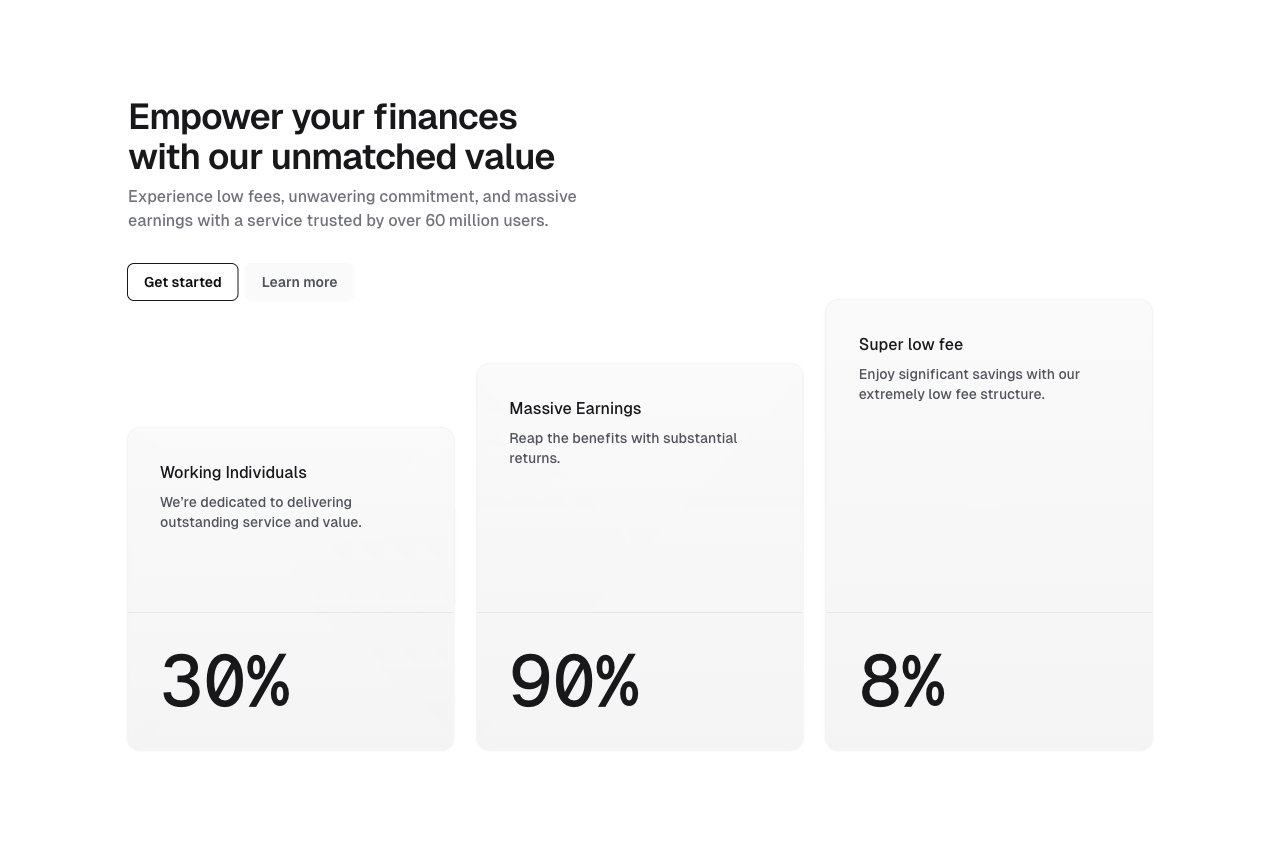 Empower your finances
with our unmatched value
Experience low fees, unwavering commitment, and massive
earnings with a service trusted by over 60 million users.
Get started
Learn more
Working Individuals
We’re dedicated to delivering
outstanding service and value.
30%
Massive Earnings
Reap the benefits with substantial
returns.
90%
Super low fee
Enjoy significant savings with our
extremely low fee structure.
8%